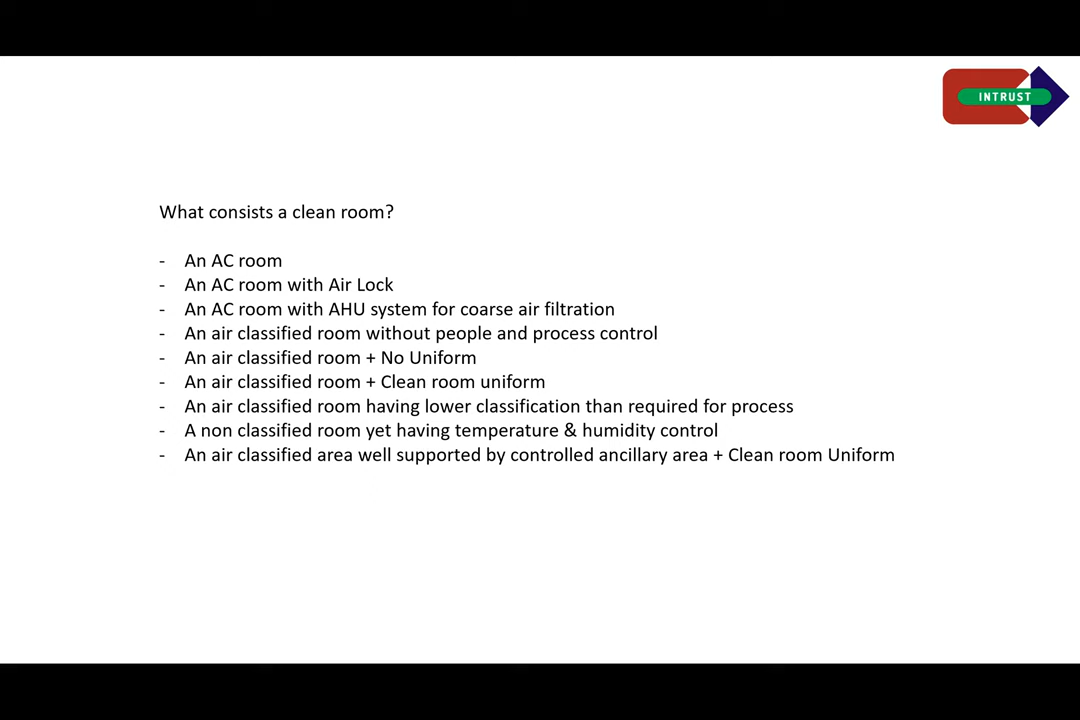 INTRUST
What consists a clean room?
- An AC room
- An AC room with Air Lock
- An AC room with AHU system for coarse air filtration
- An air classified room without people and process control
- An air classified room + No Uniform
- An air classified room + Clean room uniform
- An air classified room having lower classification than required for process
- A non classified room yet having temperature & humidity control
- An air classified area well supported by controlled ancillary area + Clean room Uniform